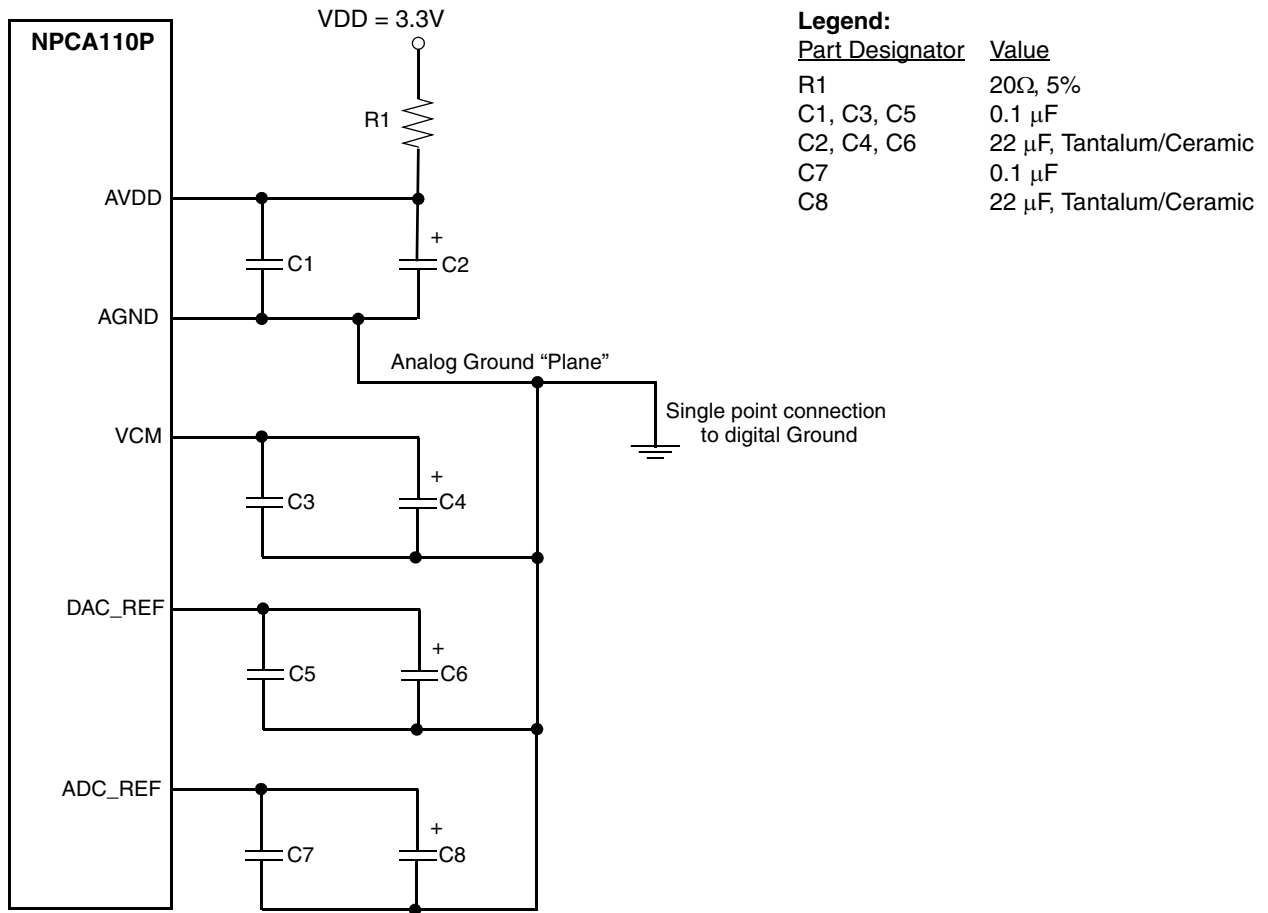 NPCA110P
VDD = 3.3V
R1
AVDD
+
C1
C2
AGND
Analog Ground “Plane”
Single point connection
to digital Ground
VCM
+
C3
C4
DAC_REF
+
C5
C6
ADC_REF
+
C7
C8
Legend:
Part Designator Value
R1 20Ω, 5%
C1, C3, C5 0.1 μF
C2, C4, C6 22 μF, Tantalum/Ceramic
C7 0.1 μF
C8 22 μF, Tantalum/Ceramic